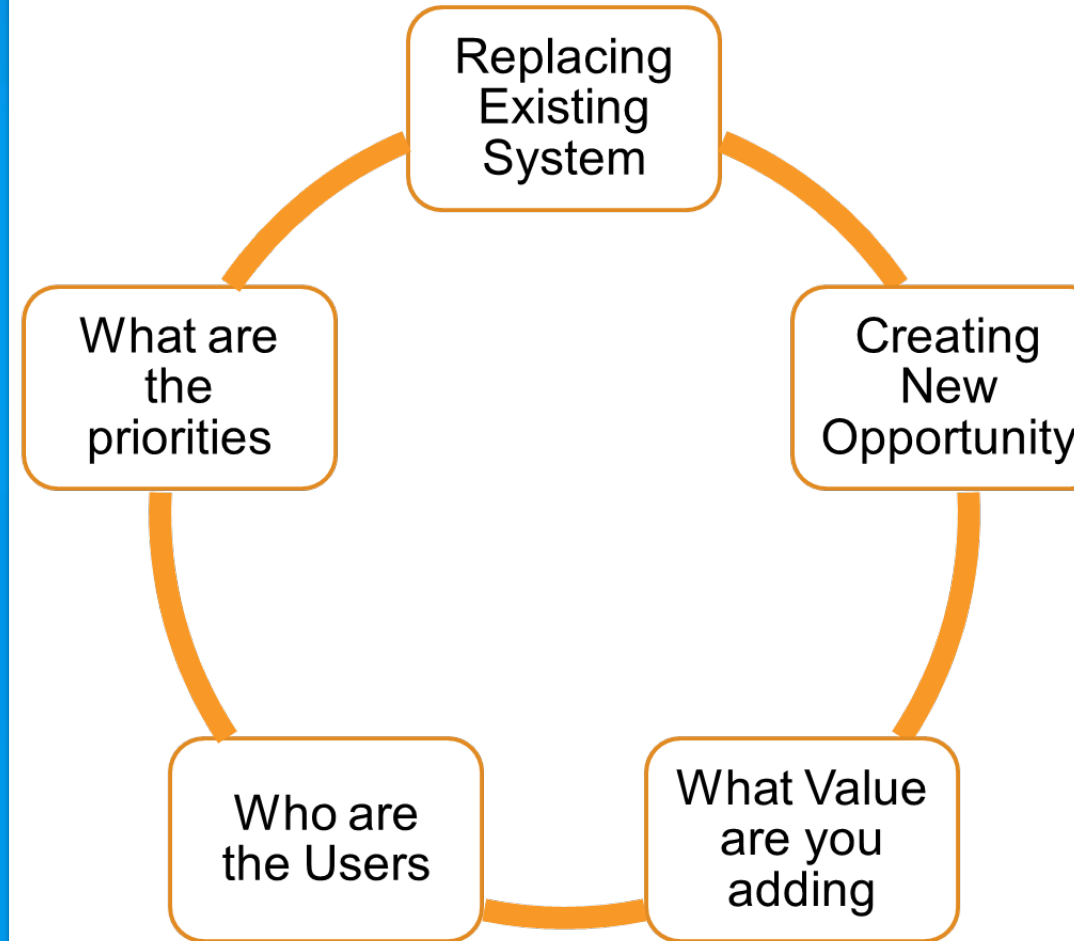 Replacing
Existing
System
Creating
New
Opportunity
What Value
are you
adding
Who are
the Users
What are
the
priorities